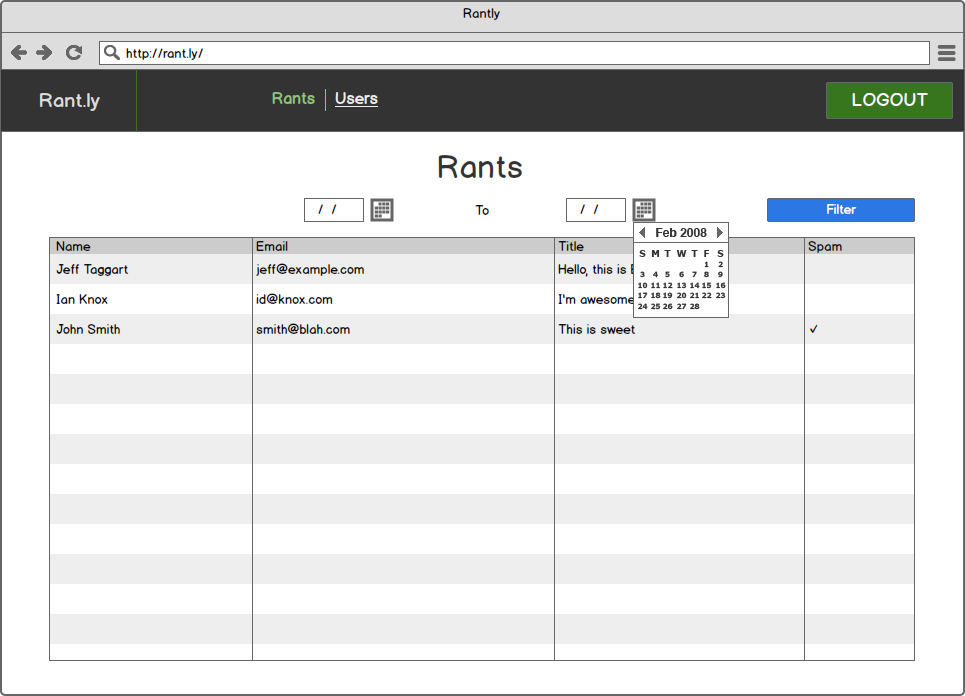 Rantly
http://rant.ly/
Rant.ly
Rants
Users
LOGOUT
Rants
/ /
To
/ /
Filter
Feb 2008
S M T W T F S
1 2
3 4 5 6 7 8 9
10 11 12 13 14 15 16
17 18 19 20 21 22 23
24 25 26 27 28
Name Email Title Spam
Jeff Taggart jeff@example.com Hello, this is
Ian Knox id@knox.com I'm awesome
John Smith smith@blah.com This is sweet ✓